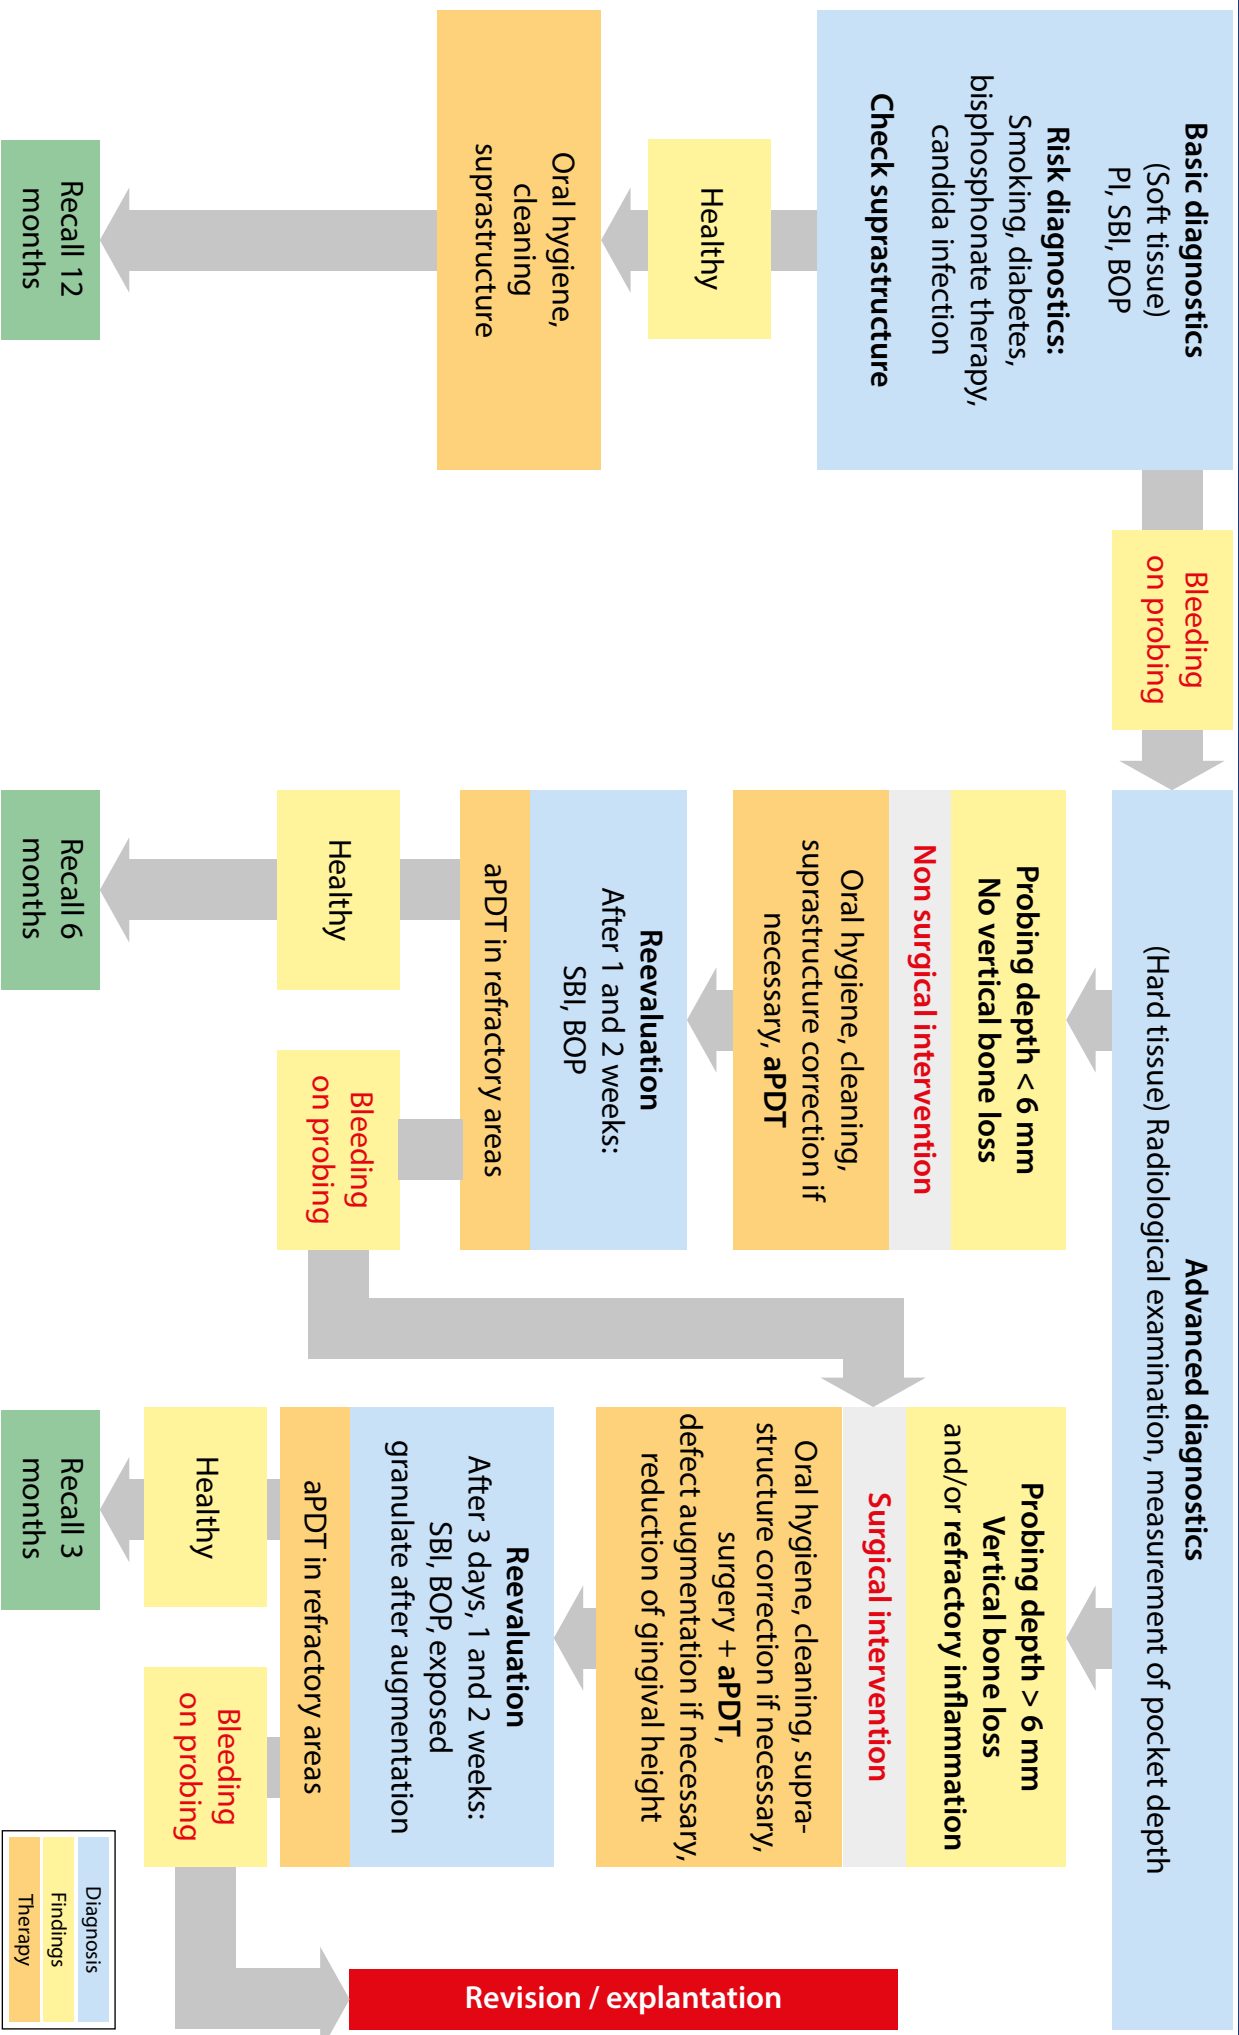 Basic diagnostics
(Soft tissue)
PI, SBI, BOP
Risk diagnostics:
Smoking, diabetes,
bisphosphonate therapy,
candida infection
Check suprastructure
Healthy
Oral hygiene,
cleaning
suprastructure
Recall 12
months
Bleeding
on probing
Advanced diagnostics
(Hard tissue) Radiological examination, measurement of pocket depth
Probing depth < 6 mm
No vertical bone loss
Non surgical intervention
Oral hygiene, cleaning,
suprastructure correction if
necessary, aPDT
Reevaluation
After 1 and 2 weeks:
SBI, BOP
aPDT in refractory areas
Healthy
Recall 6
months
Bleeding
on probing
Probing depth > 6 mm
Vertical bone loss
and/or refractory inflammation
Surgical intervention
Oral hygiene, cleaning, supra-
structure correction if necessary,
surgery + aPDT,
defect augmentation if necessary,
reduction of gingival height
Reevaluation
After 3 days, 1 and 2 weeks:
SBI, BOP, exposed
granulate after augmentation
aPDT in refractory areas
Healthy
Recall 3
months
Bleeding
on probing
Revision / explantation
Diagnosis
Findings
Therapy